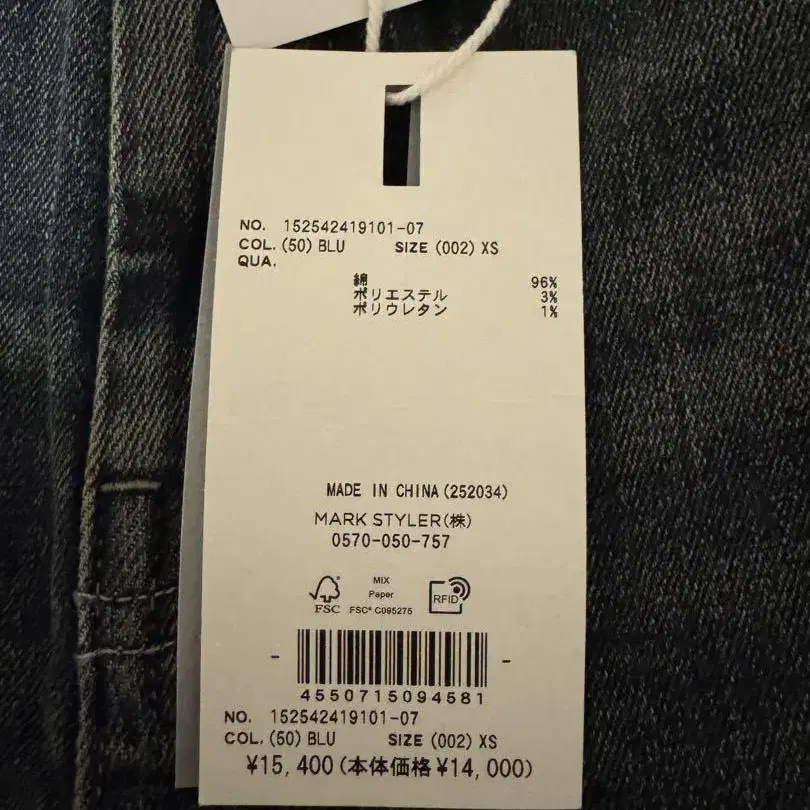 NO. 152542419101-07
COL. (50) BLU SIZE (002) XS
QUA.
綿 96%
ポリエステル 3%
ポリウレタン 1%
MADE IN CHINA (252034)
MARK STYLER(株)
0570-050-757
FSC
MIX
Paper
FSC® C095275
RFID
4550715094581
NO. 152542419101-07
COL. (50) BLU SIZE (002) XS
¥15,400(本体価格¥14,000)